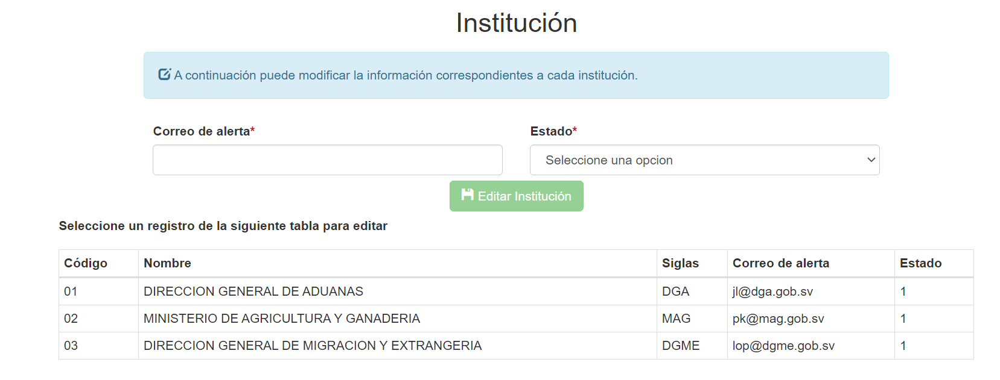 Institución
A continuación puede modificar la información correspondientes a cada institución.
Correo de alerta* Estado*
Seleccione una opcion
Editar Institución
Seleccione un registro de la siguiente tabla para editar
Código Nombre Siglas Correo de alerta Estado
01 DIRECCION GENERAL DE ADUANAS DGA jl@dga.gob.sv 1
02 MINISTERIO DE AGRICULTURA Y GANADERIA MAG pk@mag.gob.sv 1
03 DIRECCION GENERAL DE MIGRACION Y EXTRANGERIA DGME lop@dgme.gob.sv 1